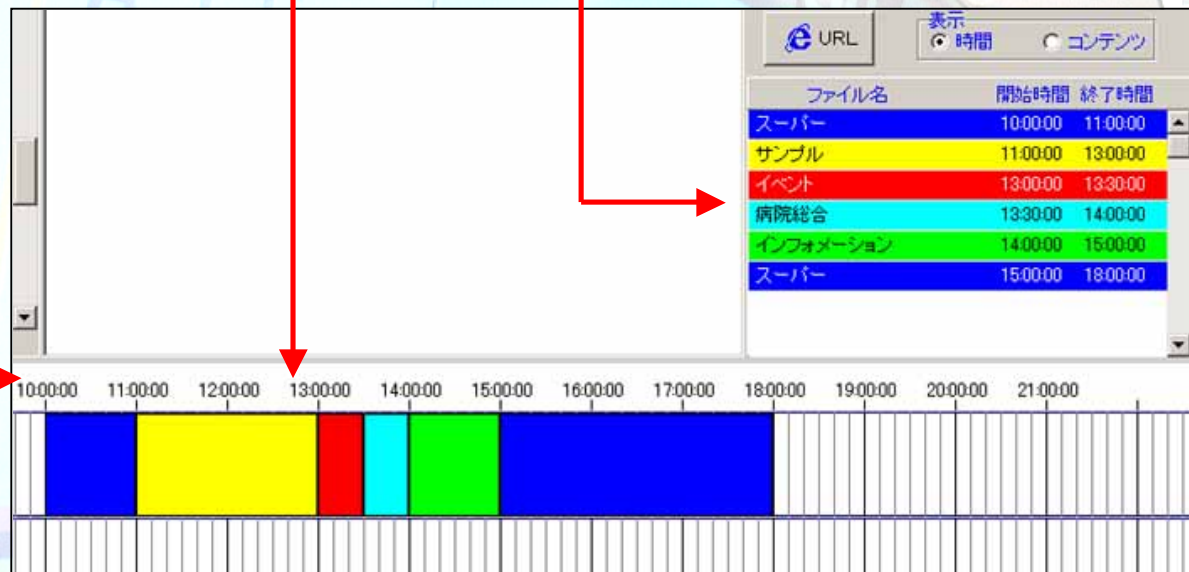 表示
URL
時間 コンテンツ
ファイル名 開始時間 終了時間
スーパー 10:00:00 11:00:00
サンプル 11:00:00 13:00:00
イベント 13:00:00 13:30:00
病院総合 13:30:00 14:00:00
インフォメーション 14:00:00 15:00:00
スーパー 15:00:00 18:00:00
10:00:00 11:00:00 12:00:00 13:00:00 14:00:00 15:00:00 16:00:00 17:00:00 18:00:00 19:00:00 20:00:00 21:00:00